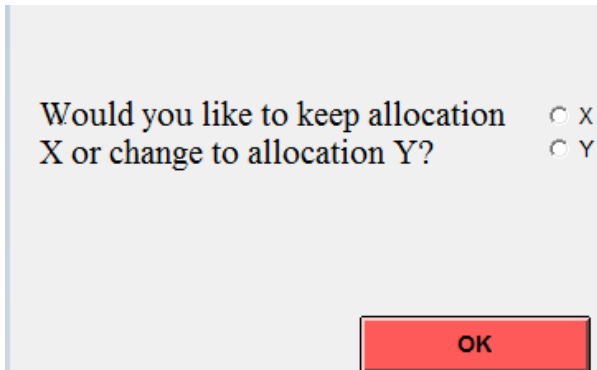 Would you like to keep allocation
X or change to allocation Y?
X
Y
OK